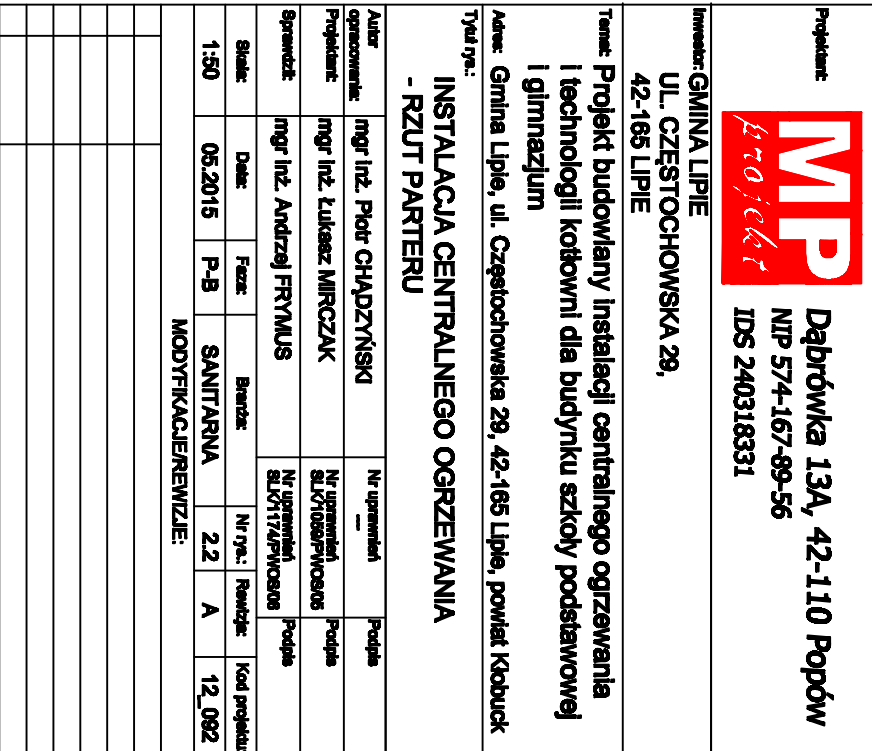 Projektant:
MP
projekt
Dąbrówka 13A, 42-110 Popów
NIP 574-167-89-56
IDS 240318331
Inwestor: GMINA LIPIE
UL. CZĘSTOCHOWSKA 29,
42-165 LIPIE
Temat: Projekt budowlany instalacji centralnego ogrzewania
i technologii kotłowni dla budynku szkoły podstawowej
i gimnazjum
Adres: Gmina Lipie, ul. Częstochowska 29, 42-165 Lipie, powiat Kłobuck
Tytuł rys.:
INSTALACJA CENTRALNEGO OGRZEWANIA
- RZUT PARTERU
Autor opracowania: mgr inż. Piotr CHĄDZYŃSKI Nr uprawnień --- Podpis
Projektant: mgr inż. Łukasz MIRCZAK Nr uprawnień SLK/1059/PWOS/05 Podpis
Sprawdził: mgr inż. Andrzej FRYMUS Nr uprawnień SLK/1174/PWOS/06 Podpis
Skala: Data: Faza: Branża: Nr rys.: Rewizja: Kod projektu:
1:50 05.2015 P-B SANITARNA 2.2 A 12_092
MODYFIKACJE/REWIZJE: